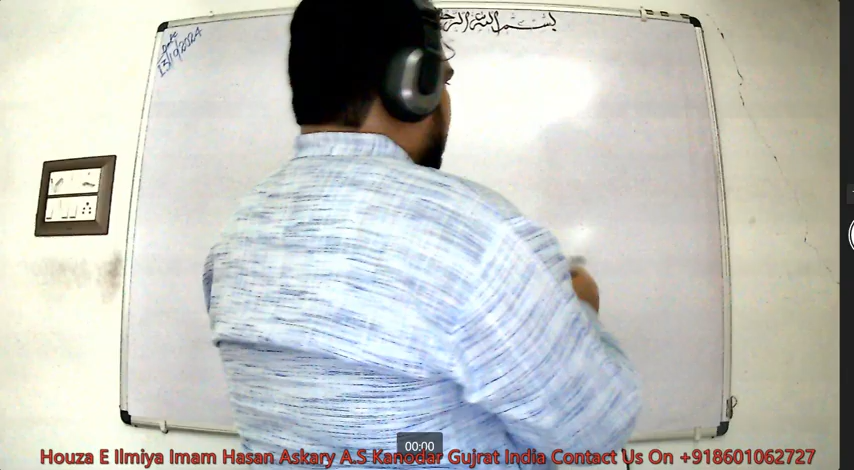 Date
13/10/2024
بسم الله الرح
00:00
Houza E Ilmiya Imam Hasan Askary A.S Kanodar Gujrat India Contact Us On +918601062727